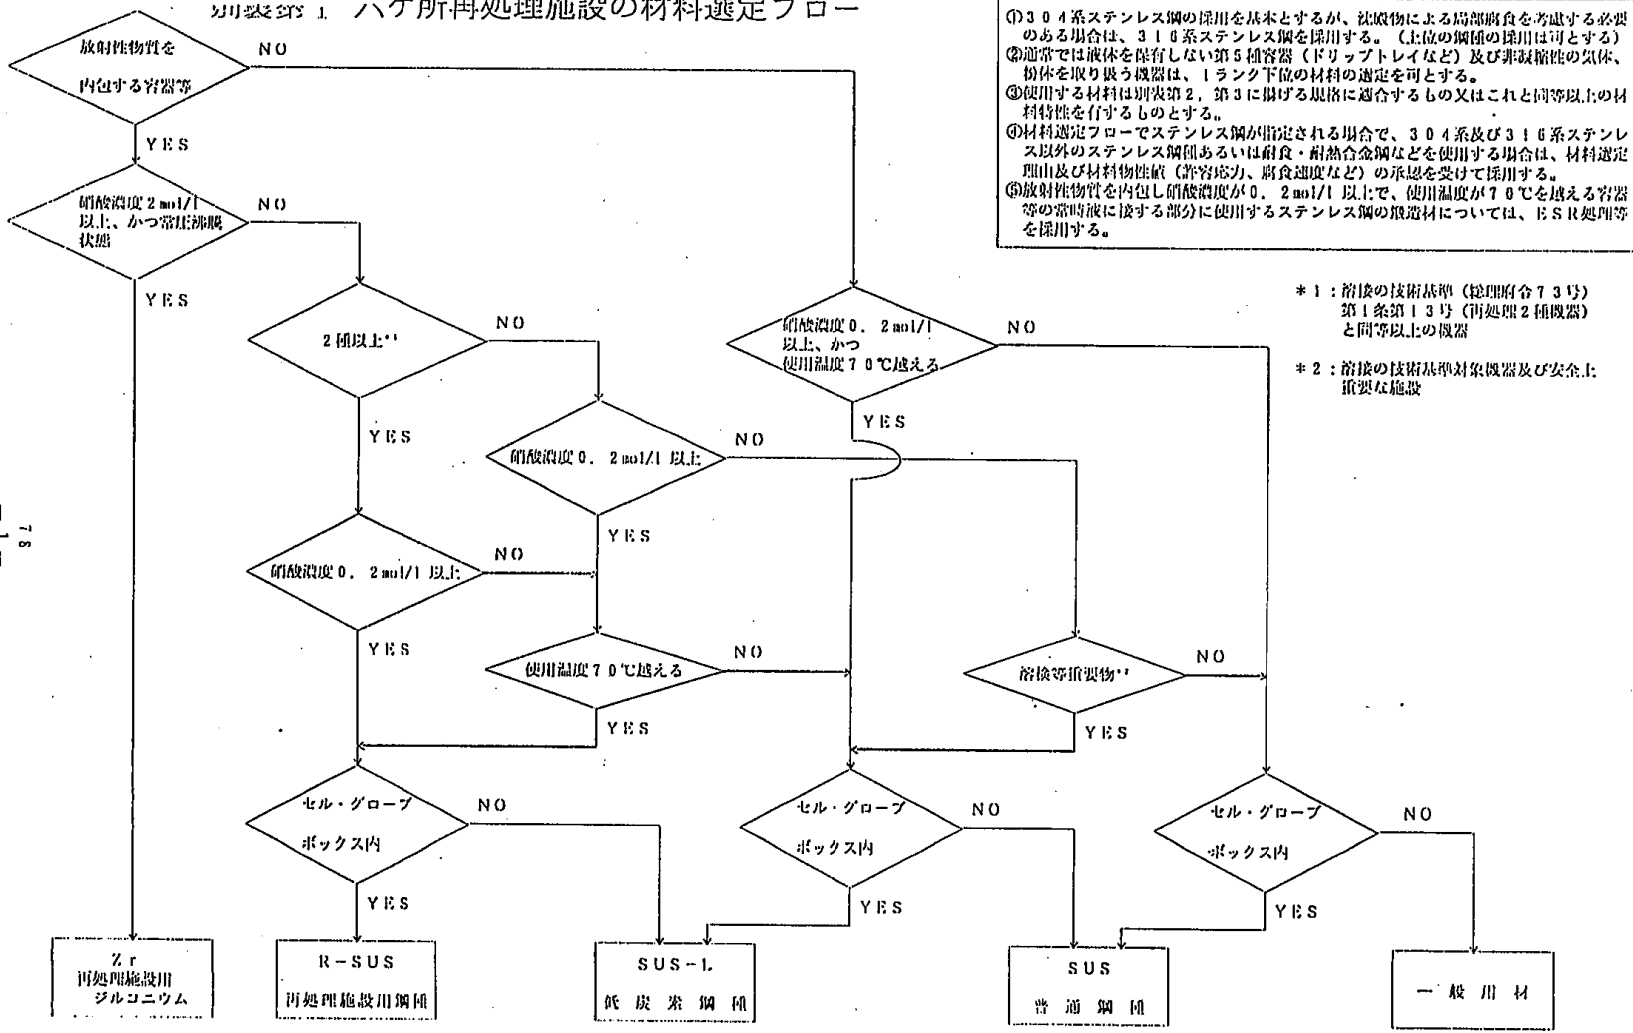 別表第1 六ケ所再処理施設の材料選定フロー
①304系ステンレス鋼の採用を基本とするが、沈殿物による局部腐食を考慮する必要
のある場合は、316系ステンレス鋼を採用する。(上位の鋼種の採用は可とする)
②通常では液体を保有しない第5種容器(ドリップトレイなど)及び非凝縮性の気体、
粉体を取り扱う機器は、1ランク下位の材料の選定を可とする。
③使用する材料は別表第2,第3に掲げる規格に適合するもの又はこれと同等以上の材
料特性を有するものとする。
④材料選定フローでステンレス鋼が指定される場合で、304系及び316系ステンレ
ス以外のステンレス鋼種あるいは耐食・耐熱合金鋼などを使用する場合は、材料選定
理由及び材料物性値(許容応力、腐食速度など)の承認を受けて採用する。
⑤放射性物質を内包し硝酸濃度が0.2mol/l以上で、使用温度が70℃を越える容器
等の常時液に接する部分に使用するステンレス鋼の鍛造材については、ESR処理等
を採用する。
*1:溶接の技術基準(総理府令73号)
第1条第13号(再処理2種機器)
と同等以上の機器
*2:溶接の技術基準対象機器及び安全上
重要な施設
放射性物質を
内包する容器等
NO
YES
硝酸濃度2mol/l
以上、かつ常圧沸騰
状態
NO
YES
2種以上*1
NO
YES
硝酸濃度0.2mol/l
以上、かつ
使用温度70℃越える
NO
YES
硝酸濃度0.2mol/l以上
NO
YES
硝酸濃度0.2mol/l以上
NO
YES
使用温度70℃越える
NO
YES
溶接等重要物*2
NO
YES
セル・グローブ
ボックス内
NO
YES
セル・グローブ
ボックス内
NO
YES
セル・グローブ
ボックス内
NO
YES
Zr
再処理施設用
ジルコニウム
R-SUS
再処理施設用鋼種
SUS-L
低炭素鋼種
SUS
普通鋼種
一般用材
78